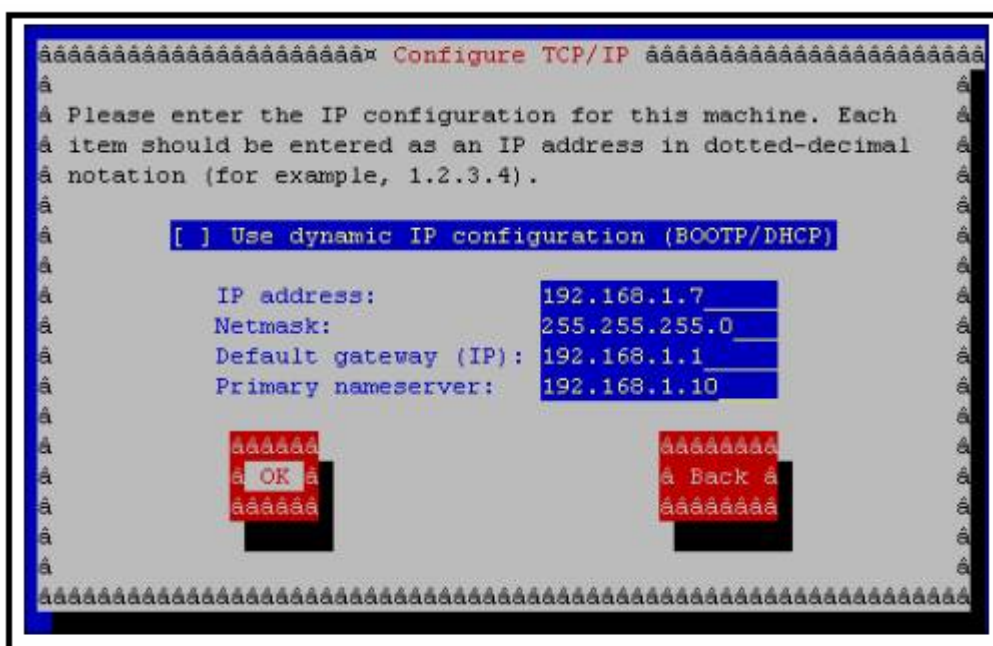 Configure TCP/IP
Please enter the IP configuration for this machine. Each
item should be entered as an IP address in dotted-decimal
notation (for example, 1.2.3.4).
[ ] Use dynamic IP configuration (BOOTP/DHCP)
IP address: 192.168.1.7
Netmask: 255.255.255.0
Default gateway (IP): 192.168.1.1
Primary nameserver: 192.168.1.10
OK Back